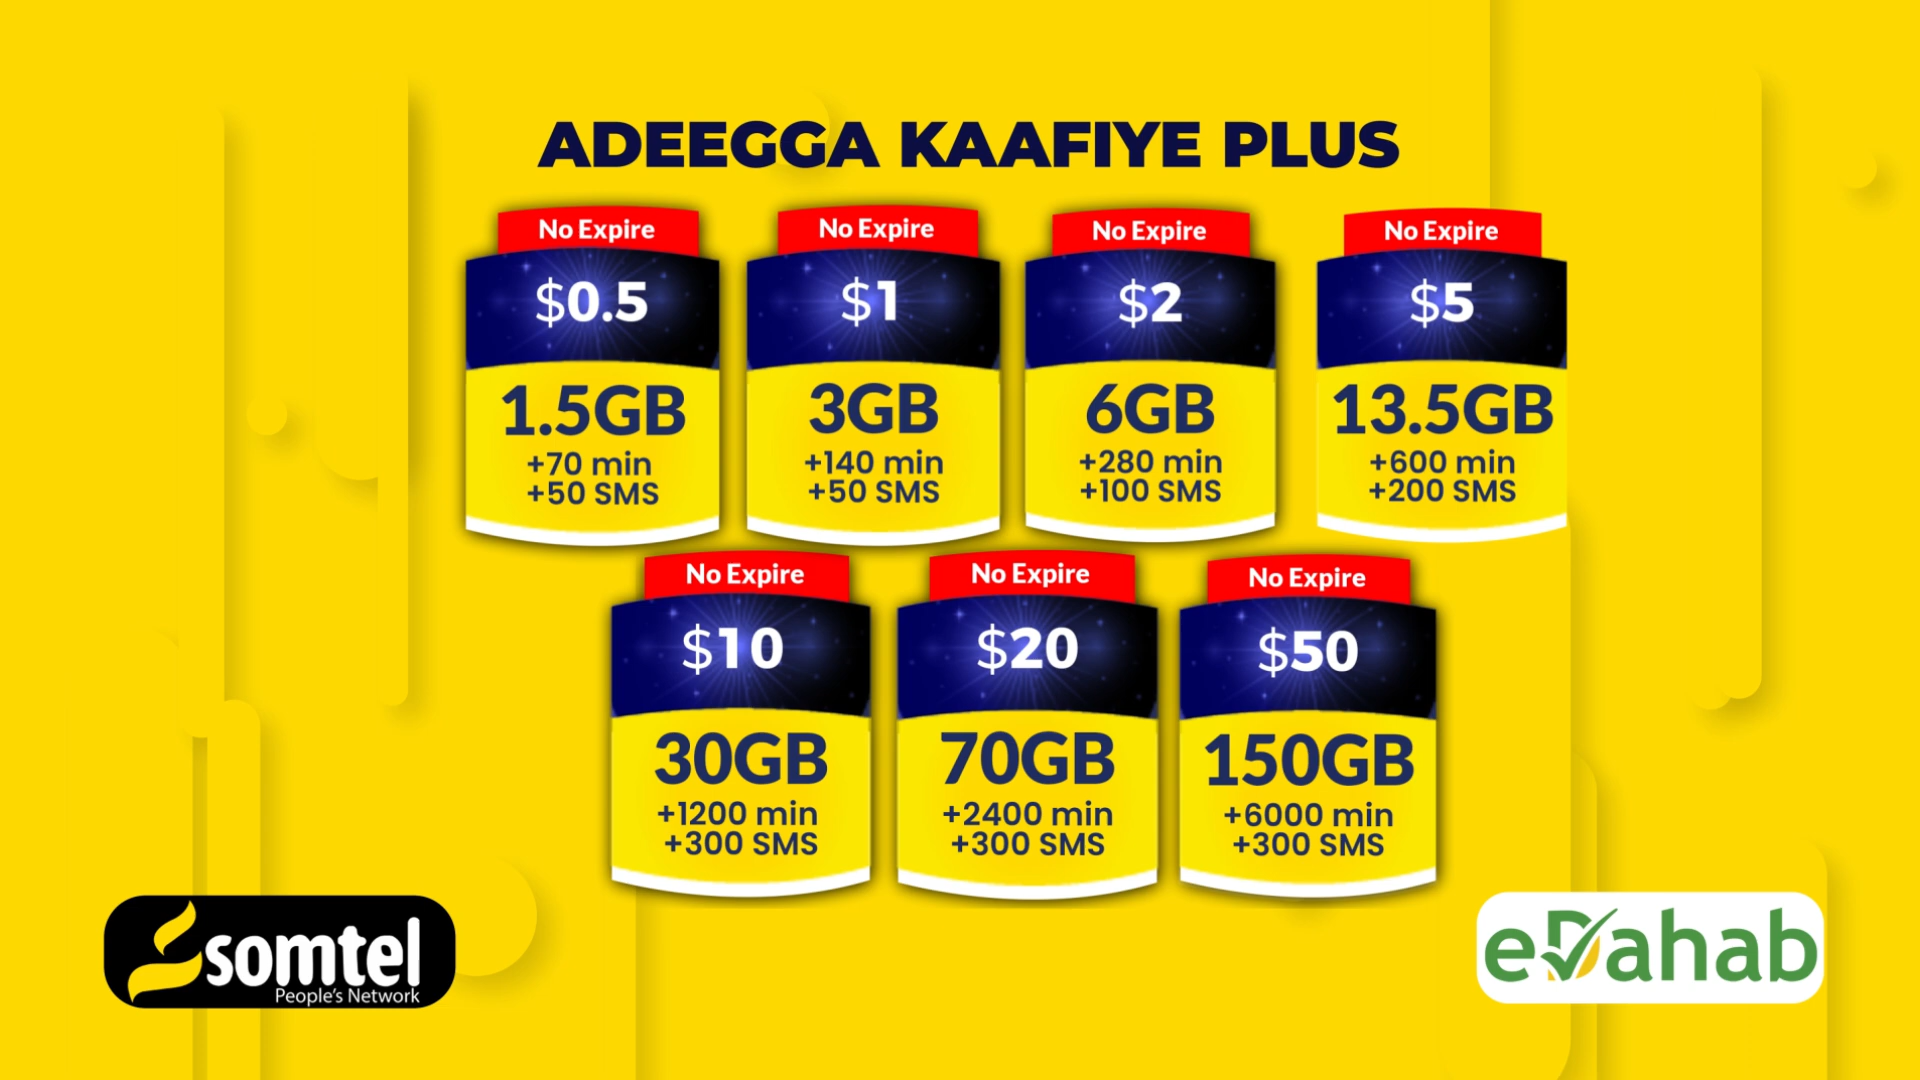 ADEEGGA KAAFIYE PLUS
No Expire
$0.5
1.5GB
+70 min
+50 SMS
No Expire
$1
3GB
+140 min
+50 SMS
No Expire
$2
6GB
+280 min
+100 SMS
No Expire
$5
13.5GB
+600 min
+200 SMS
No Expire
$10
30GB
+1200 min
+300 SMS
No Expire
$20
70GB
+2400 min
+300 SMS
No Expire
$50
150GB
+6000 min
+300 SMS
somtel
People's Network
eDahab